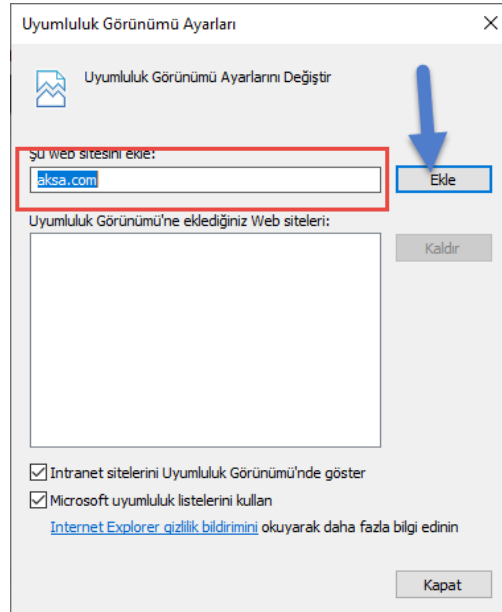 Uyumluluk Görünümü Ayarları
Uyumluluk Görünümü Ayarlarını Değiştir
Şu web sitesini ekle:
aksa.com
Ekle
Uyumluluk Görünümü'ne eklediğiniz Web siteleri:
Kaldır
Intranet sitelerini Uyumluluk Görünümü'nde göster
Microsoft uyumluluk listelerini kullan
Internet Explorer gizlilik bildirimini okuyarak daha fazla bilgi edinin
Kapat